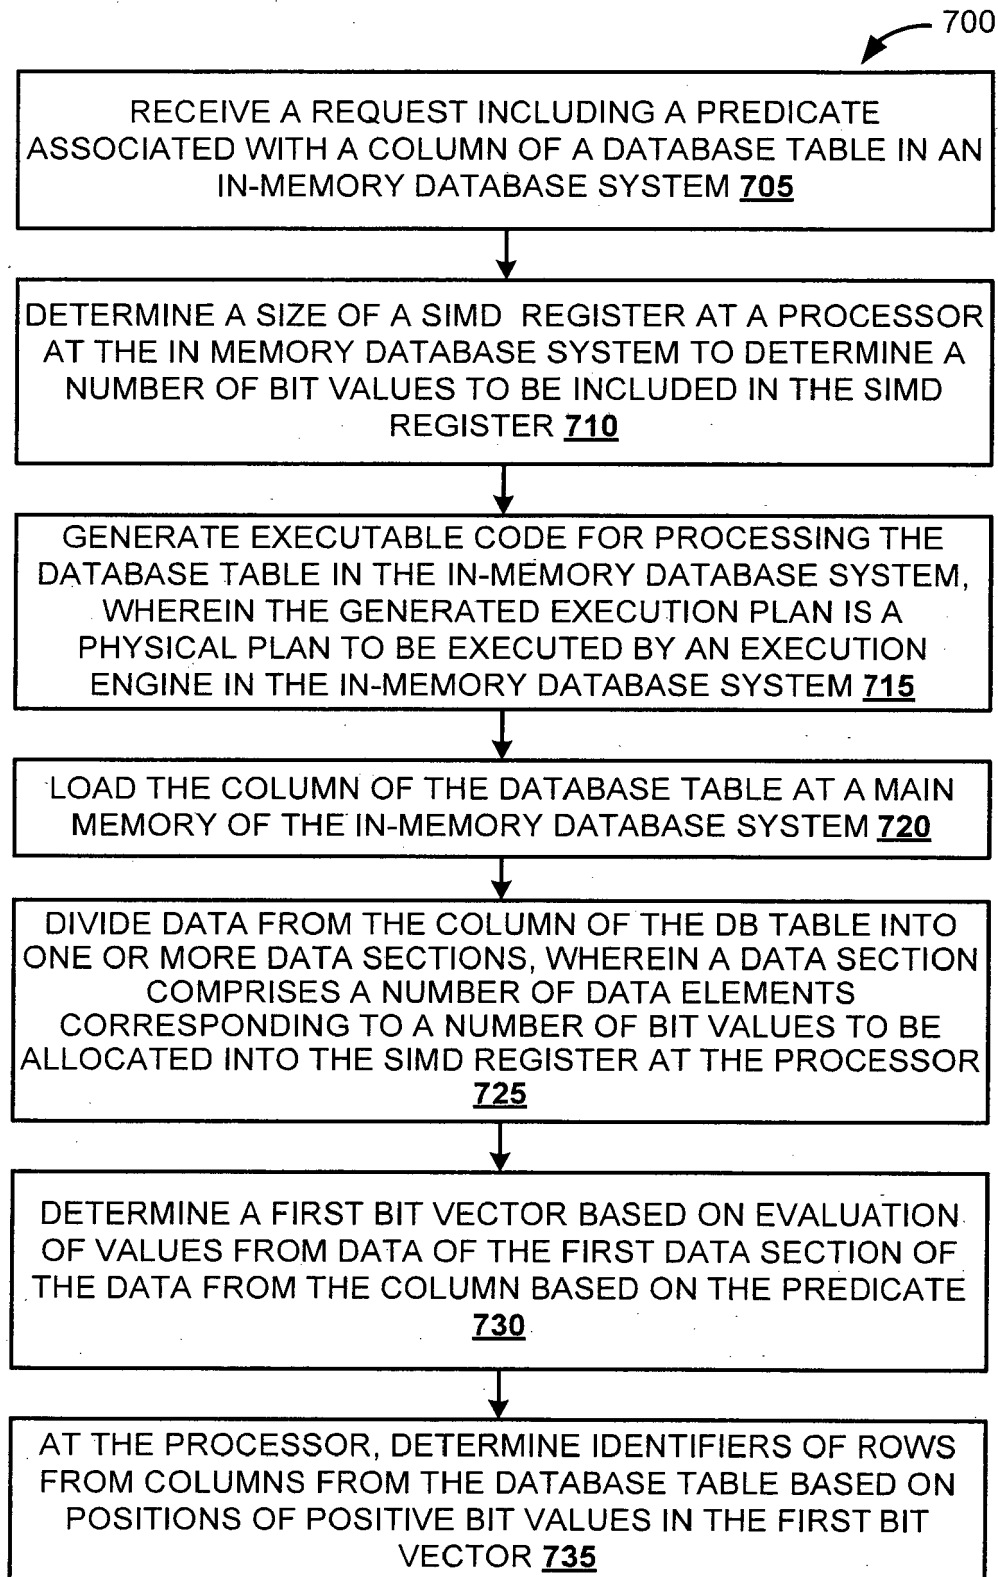 700
RECEIVE A REQUEST INCLUDING A PREDICATE
ASSOCIATED WITH A COLUMN OF A DATABASE TABLE IN AN
IN-MEMORY DATABASE SYSTEM 705
DETERMINE A SIZE OF A SIMD REGISTER AT A PROCESSOR
AT THE IN MEMORY DATABASE SYSTEM TO DETERMINE A
NUMBER OF BIT VALUES TO BE INCLUDED IN THE SIMD
REGISTER 710
GENERATE EXECUTABLE CODE FOR PROCESSING THE
DATABASE TABLE IN THE IN-MEMORY DATABASE SYSTEM,
WHEREIN THE GENERATED EXECUTION PLAN IS A
PHYSICAL PLAN TO BE EXECUTED BY AN EXECUTION
ENGINE IN THE IN-MEMORY DATABASE SYSTEM 715
LOAD THE COLUMN OF THE DATABASE TABLE AT A MAIN
MEMORY OF THE IN-MEMORY DATABASE SYSTEM 720
DIVIDE DATA FROM THE COLUMN OF THE DB TABLE INTO
ONE OR MORE DATA SECTIONS, WHEREIN A DATA SECTION
COMPRISES A NUMBER OF DATA ELEMENTS
CORRESPONDING TO A NUMBER OF BIT VALUES TO BE
ALLOCATED INTO THE SIMD REGISTER AT THE PROCESSOR
725
DETERMINE A FIRST BIT VECTOR BASED ON EVALUATION
OF VALUES FROM DATA OF THE FIRST DATA SECTION OF
THE DATA FROM THE COLUMN BASED ON THE PREDICATE
730
AT THE PROCESSOR, DETERMINE IDENTIFIERS OF ROWS
FROM COLUMNS FROM THE DATABASE TABLE BASED ON
POSITIONS OF POSITIVE BIT VALUES IN THE FIRST BIT
VECTOR 735